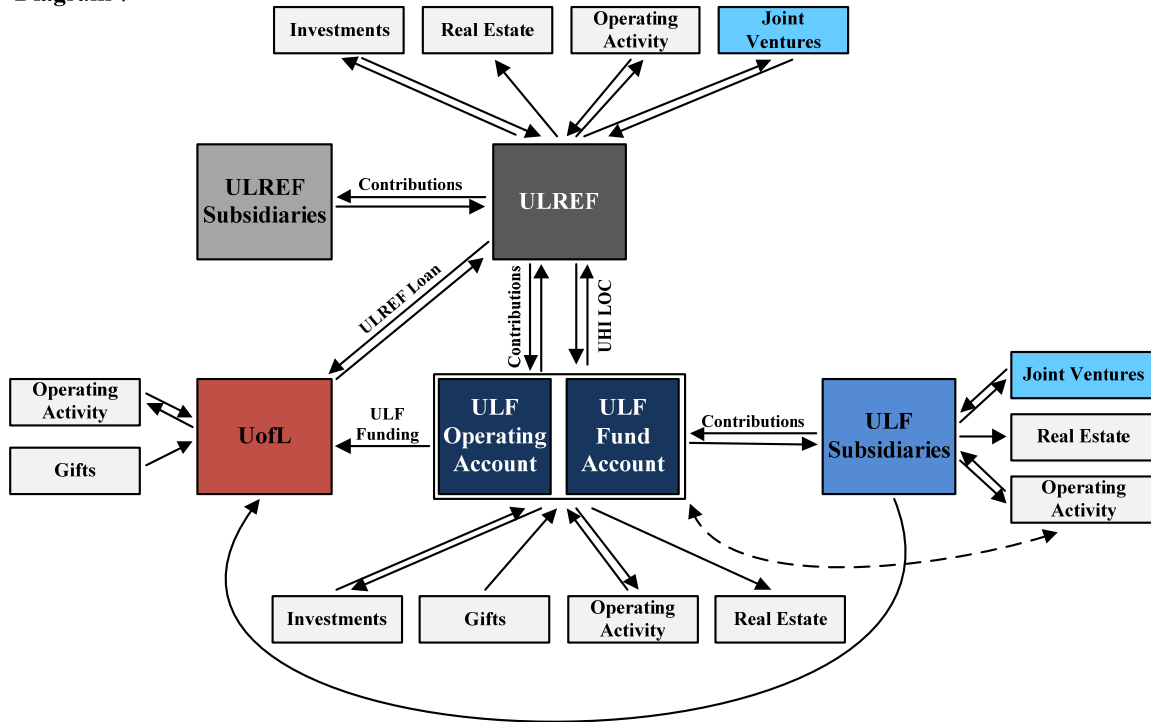 Investments
Real Estate
Operating
Activity
Joint
Ventures
ULREF
Subsidiaries
Contributions
ULREF
ULREF Loan
Contributions
UHI LOC
Operating
Activity
Gifts
UofL
ULF
Funding
ULF
Operating
Account
ULF
Fund
Account
Contributions
ULF
Subsidiaries
Joint Ventures
Real Estate
Operating
Activity
Investments
Gifts
Operating
Activity
Real Estate